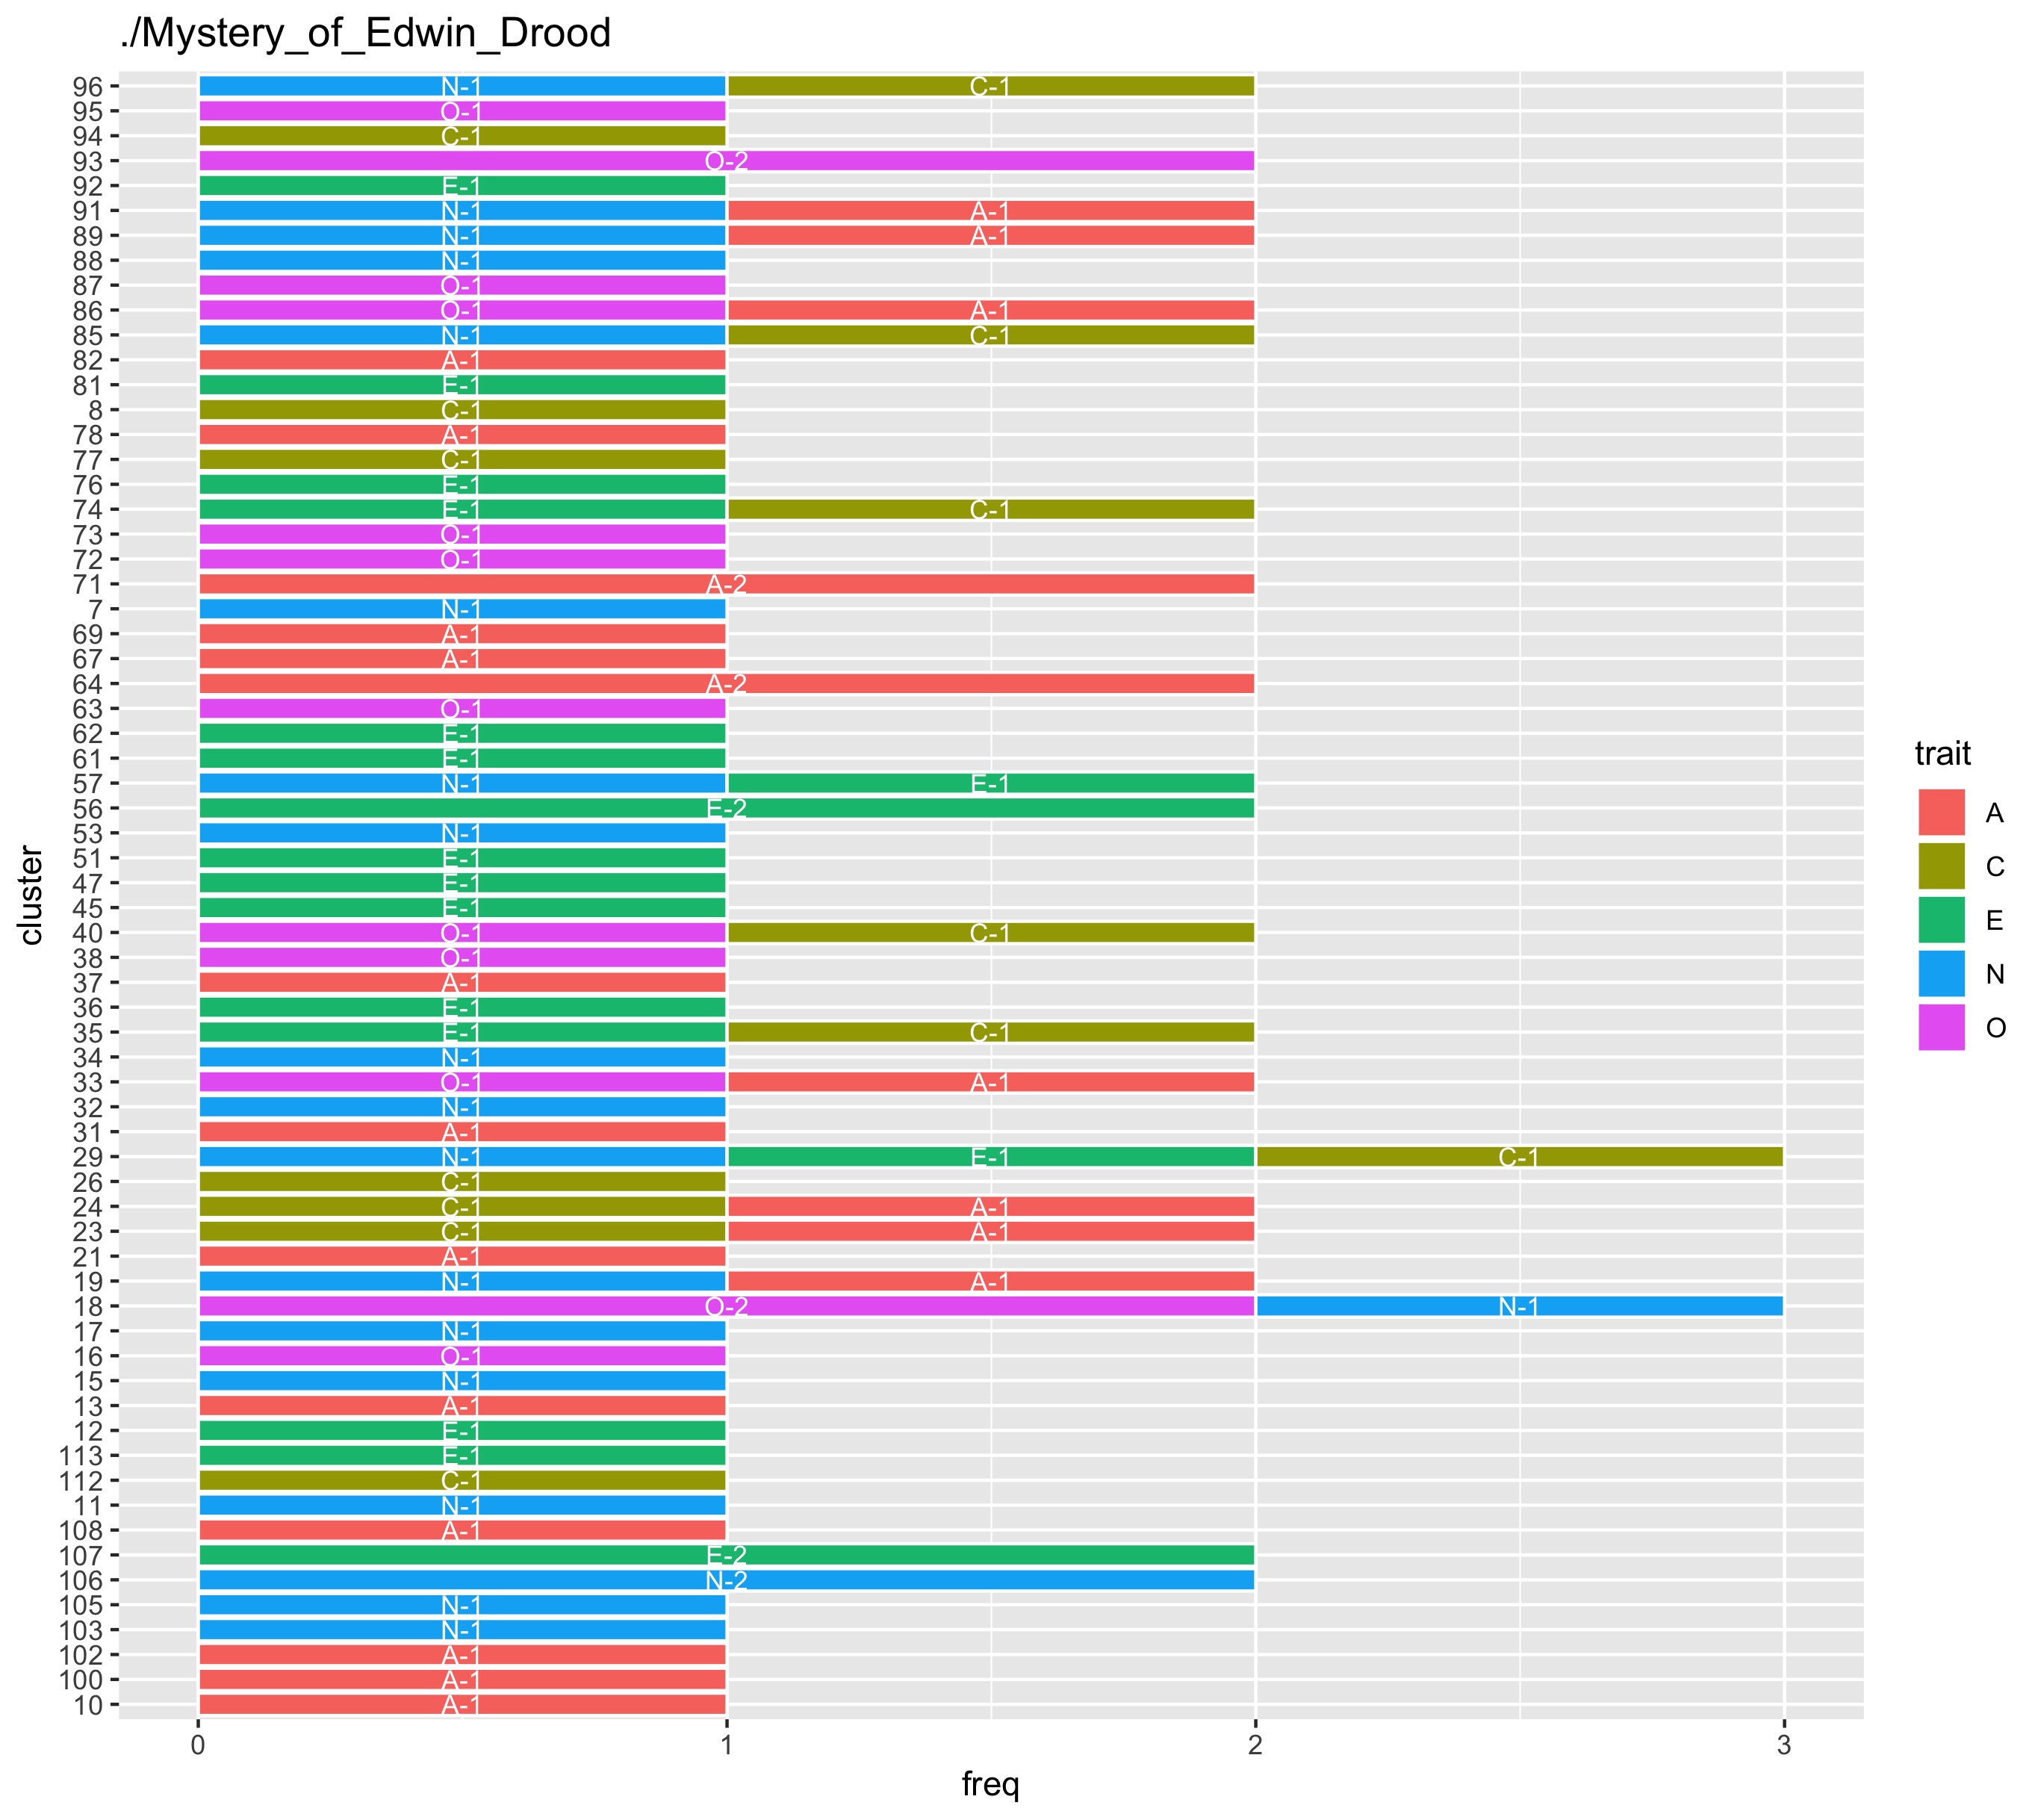 ./Mystery_of_Edwin_Drood
96 N-1 C-1
95 O-1
94 C-1
93 O-2
92 E-1
91 N-1 A-1
89 N-1 A-1
88 N-1
87 O-1
86 O-1 A-1
85 N-1 C-1
82 A-1
81 E-1
8 C-1
78 A-1
77 C-1
76 E-1
74 E-1 C-1
73 O-1
72 O-1
71 A-2
7 N-1
69 A-1
67 A-1
64 A-2
63 O-1
62 E-1
61 E-1
57 N-1 E-1
56 E-2
53 N-1
51 E-1
47 E-1
45 E-1
40 O-1 C-1
38 O-1
37 A-1
36 E-1
35 E-1 C-1
34 N-1
33 O-1 A-1
32 N-1
31 A-1
29 N-1 E-1 C-1
26 C-1
24 C-1 A-1
23 C-1 A-1
21 A-1
19 N-1 A-1
18 O-2 N-1
17 N-1
16 O-1
15 N-1
13 A-1
12 E-1
113 E-1
112 C-1
11 N-1
108 A-1
107 E-2
106 N-2
105 N-1
103 N-1
102 A-1
100 A-1
10 A-1
0 1 2 3
freq
cluster
trait
A
C
E
N
O